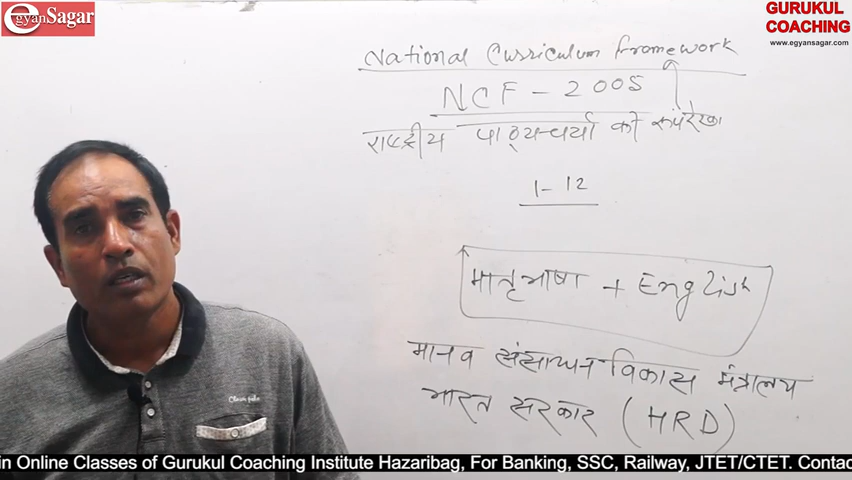 egyanSagar
GURUKUL
COACHING
www.egyansagar.com
National Curriculum Framework
NCF - 2005
राष्ट्रीय पाठ्यचर्या की रूपरेखा
1-12
मातृभाषा + English
मानव संसाधन विकास मंत्रालय
भारत सरकार (HRD)
in Online Classes of Gurukul Coaching Institute Hazaribag, For Banking, SSC, Railway, JTET/CTET. Contac